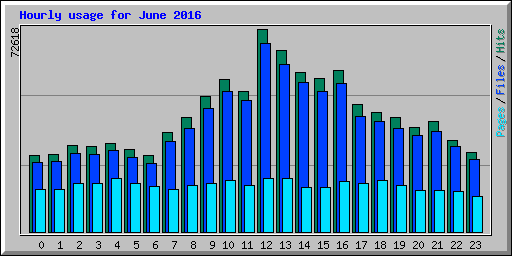 Hourly usage for June 2016
72618
Pages / Files / Hits
0 1 2 3 4 5 6 7 8 9 10 11 12 13 14 15 16 17 18 19 20 21 22 23